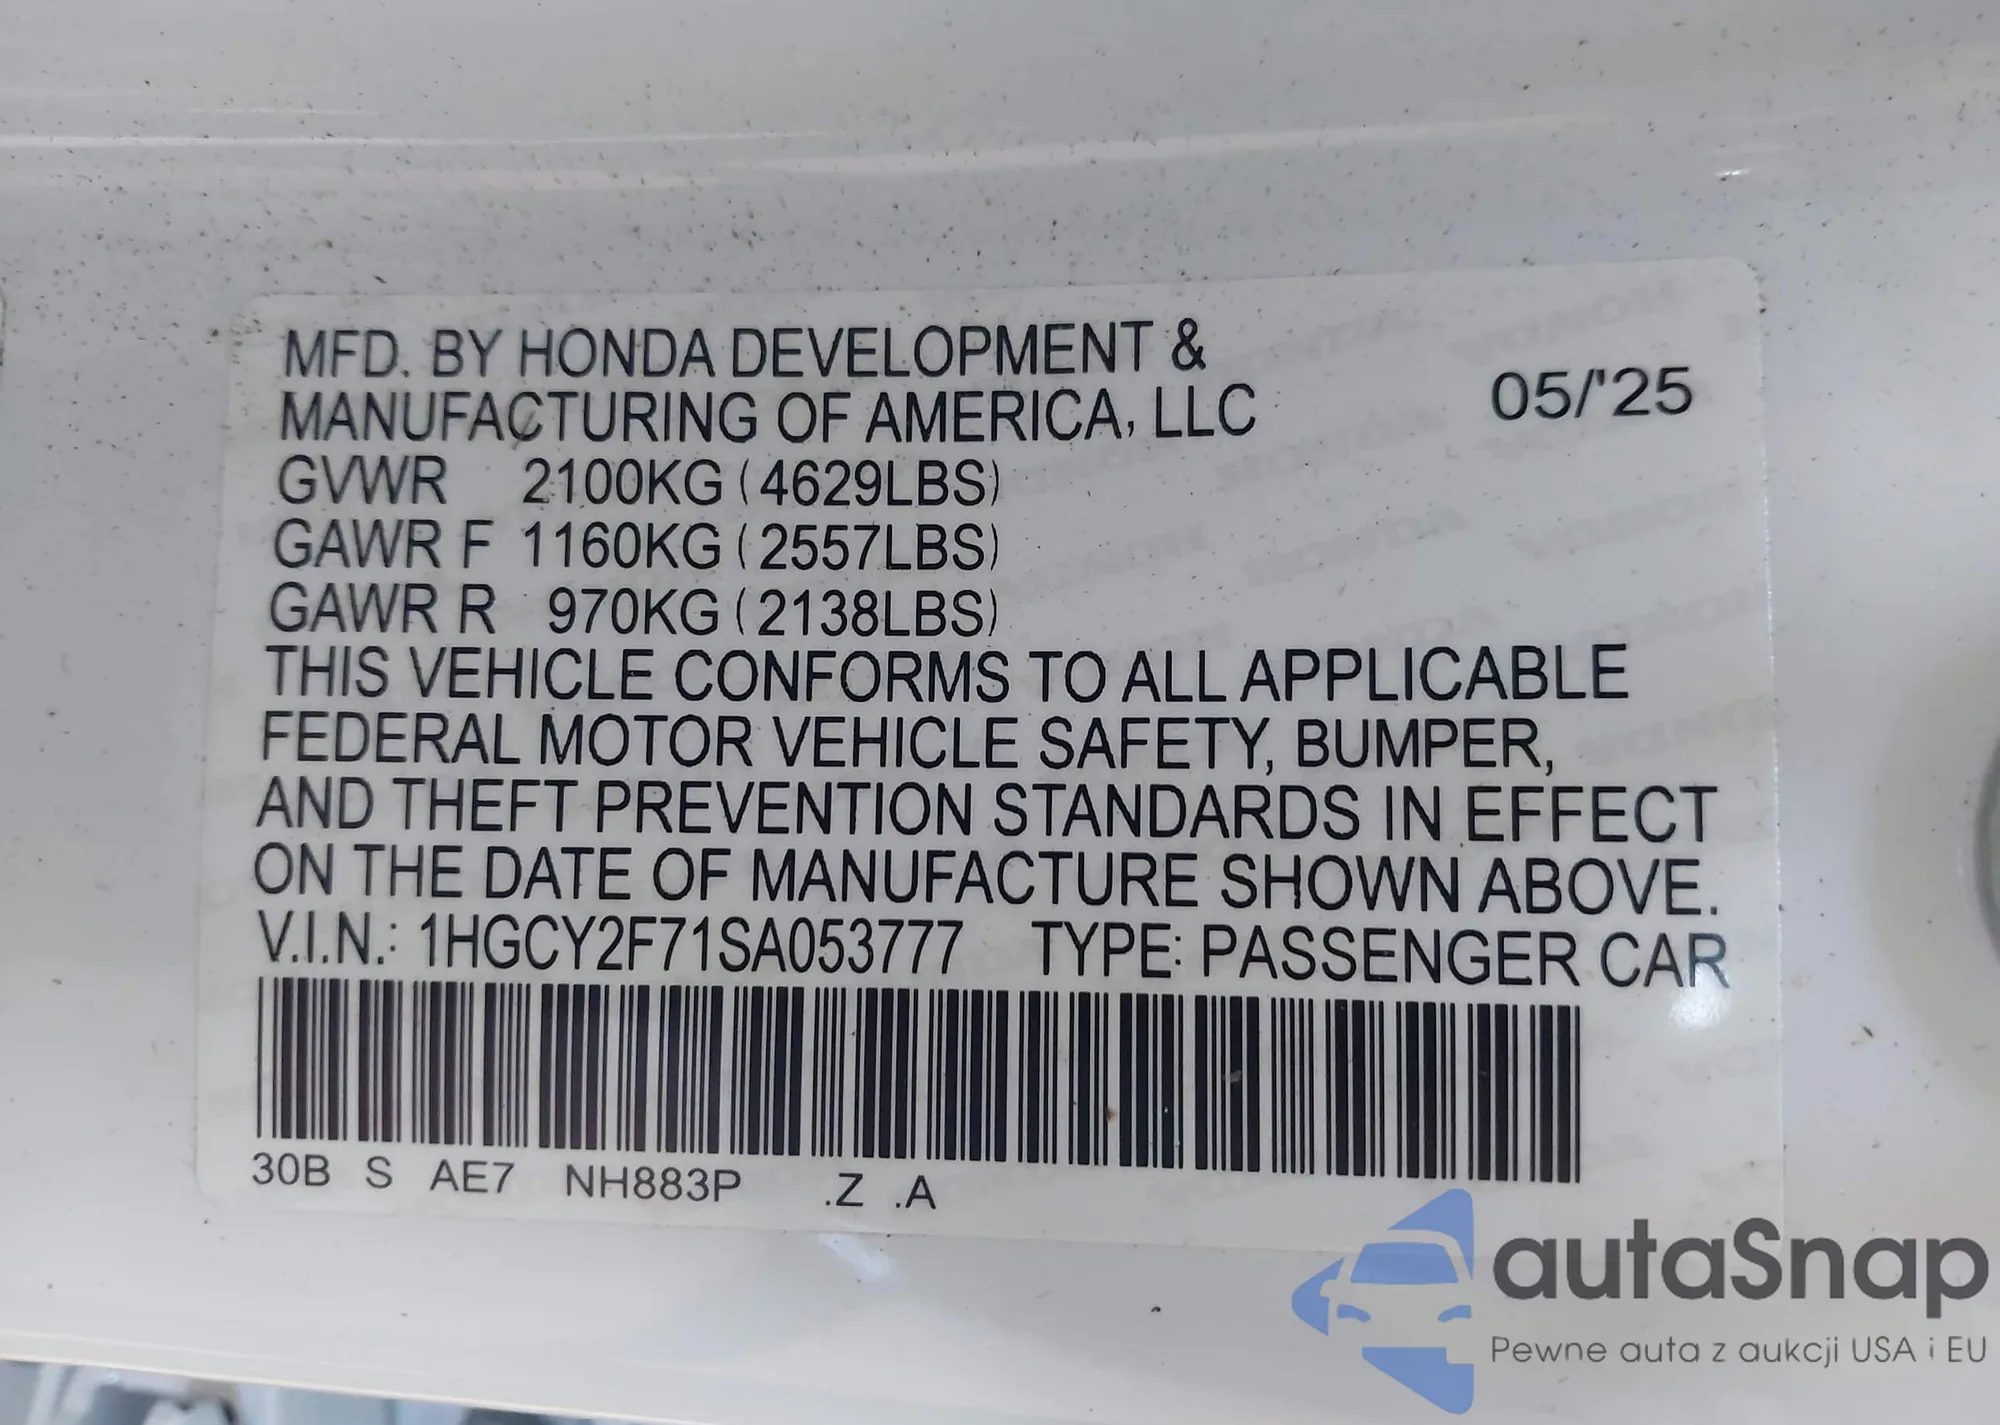 MFD. BY HONDA DEVELOPMENT &
MANUFACTURING OF AMERICA, LLC
05/'25
GVWR 2100KG (4629LBS)
GAWR F 1160KG (2557LBS)
GAWR R 970KG (2138LBS)
THIS VEHICLE CONFORMS TO ALL APPLICABLE
FEDERAL MOTOR VEHICLE SAFETY, BUMPER,
AND THEFT PREVENTION STANDARDS IN EFFECT
ON THE DATE OF MANUFACTURE SHOWN ABOVE.
V.I.N.: 1HGCY2F71SA053777 TYPE: PASSENGER CAR
30B S AE7 NH883P .Z .A
autaSnap
Pewne auta z aukcji USA i EU